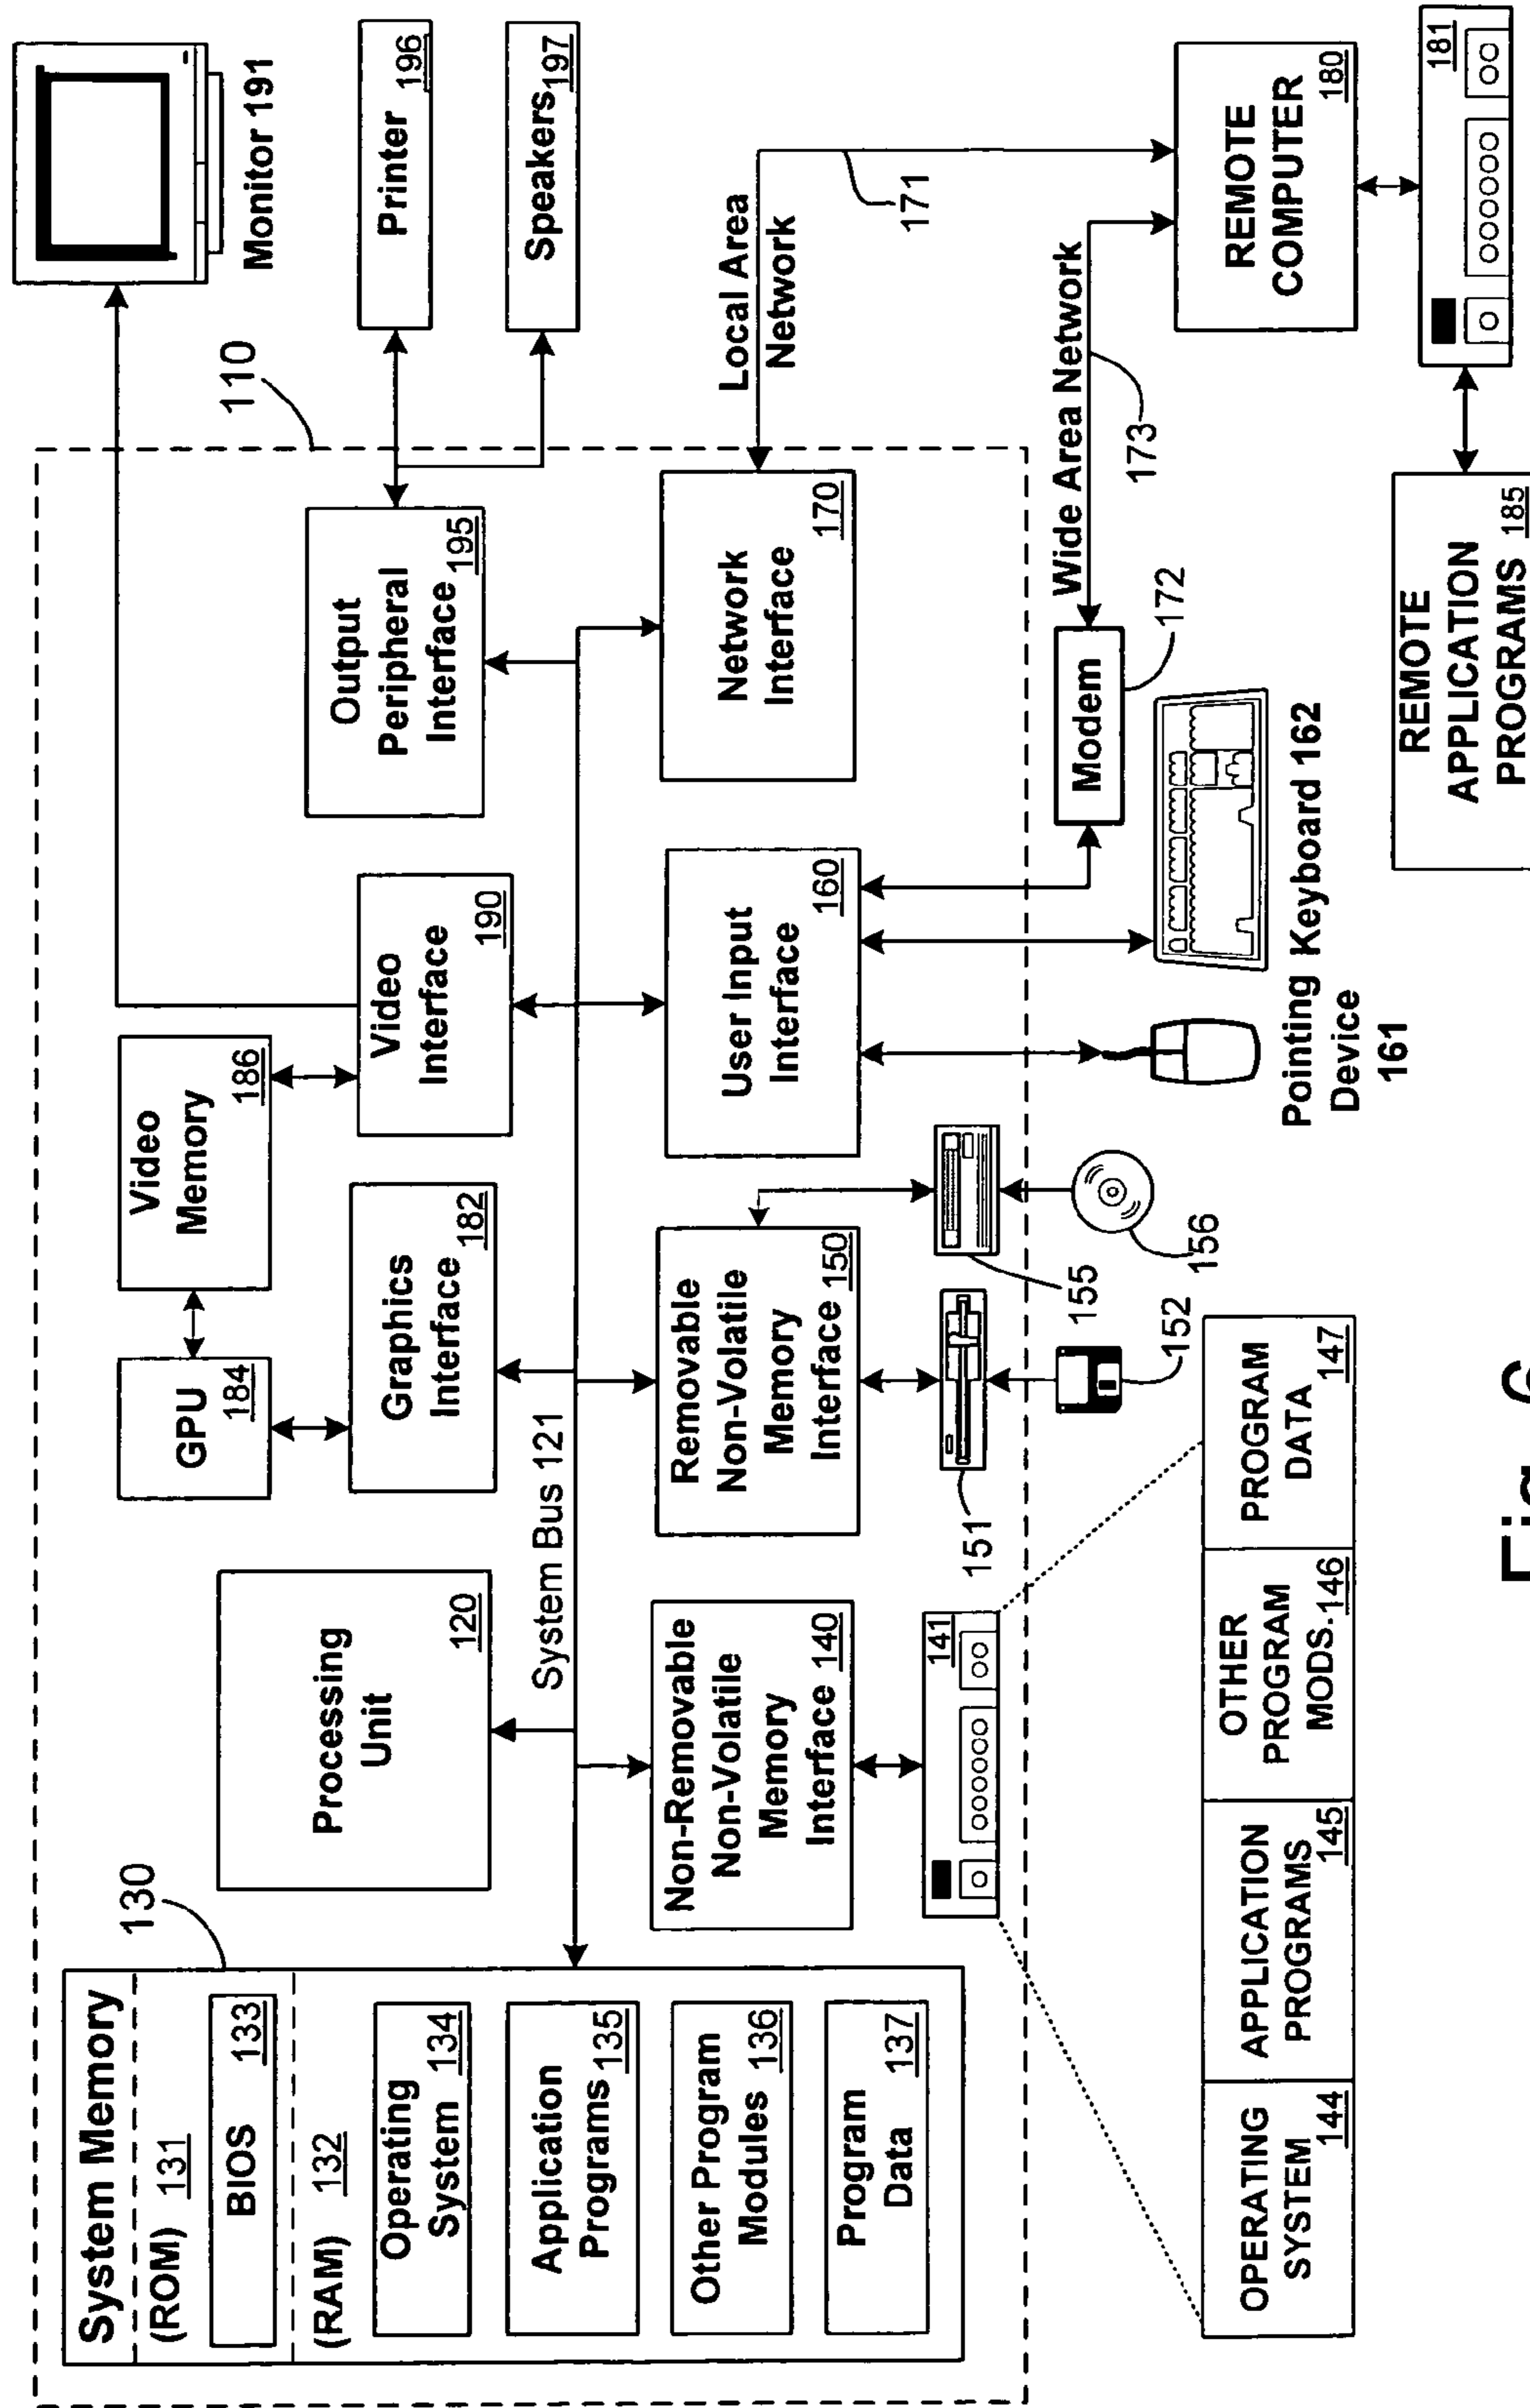 System Memory
(ROM) 131
BIOS 133
(RAM) 132
Operating
System 134
Application
Programs 135
Other Program
Modules 136
Program
Data 137
130
Processing
Unit
120
System Bus 121
GPU
184
Video
Memory
186
Graphics
Interface
182
Video
Interface
190
Output
Peripheral
Interface 195
110
Monitor 191
Printer
196
Speakers 197
Non-Removable
Non-Volatile
Memory
Interface 140
Removable
Non-Volatile
Memory
Interface 150
User Input
Interface
160
Network
Interface
170
Local Area
Network
171
Wide Area Network
173
Modem
172
141
151
152
155
156
Pointing
Device
161
Keyboard 162
REMOTE
COMPUTER
180
181
REMOTE
APPLICATION
PROGRAMS 185
OPERATING
SYSTEM 144
APPLICATION
PROGRAMS
145
OTHER
PROGRAM
MODS. 146
PROGRAM
DATA 147